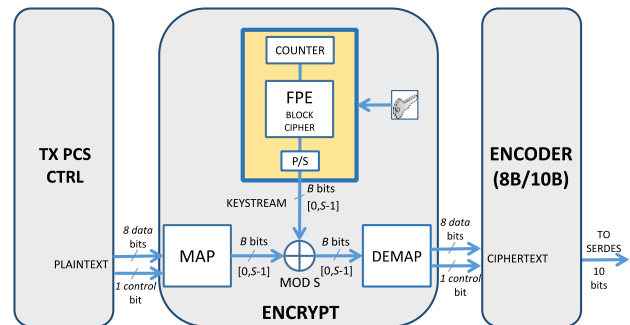 TX PCS
CTRL
PLAINTEXT
8 data
bits
1 control
bit
COUNTER
FPE
BLOCK
CIPHER
P/S
KEYSTREAM
B bits
[0,S-1]
MAP
B bits
[0,S-1]
MOD S
B bits
[0,S-1]
DEMAP
ENCRYPT
8 data
bits
1 control
bit
ENCODER
(8B/10B)
CIPHERTEXT
TO
SERDES
10
bits